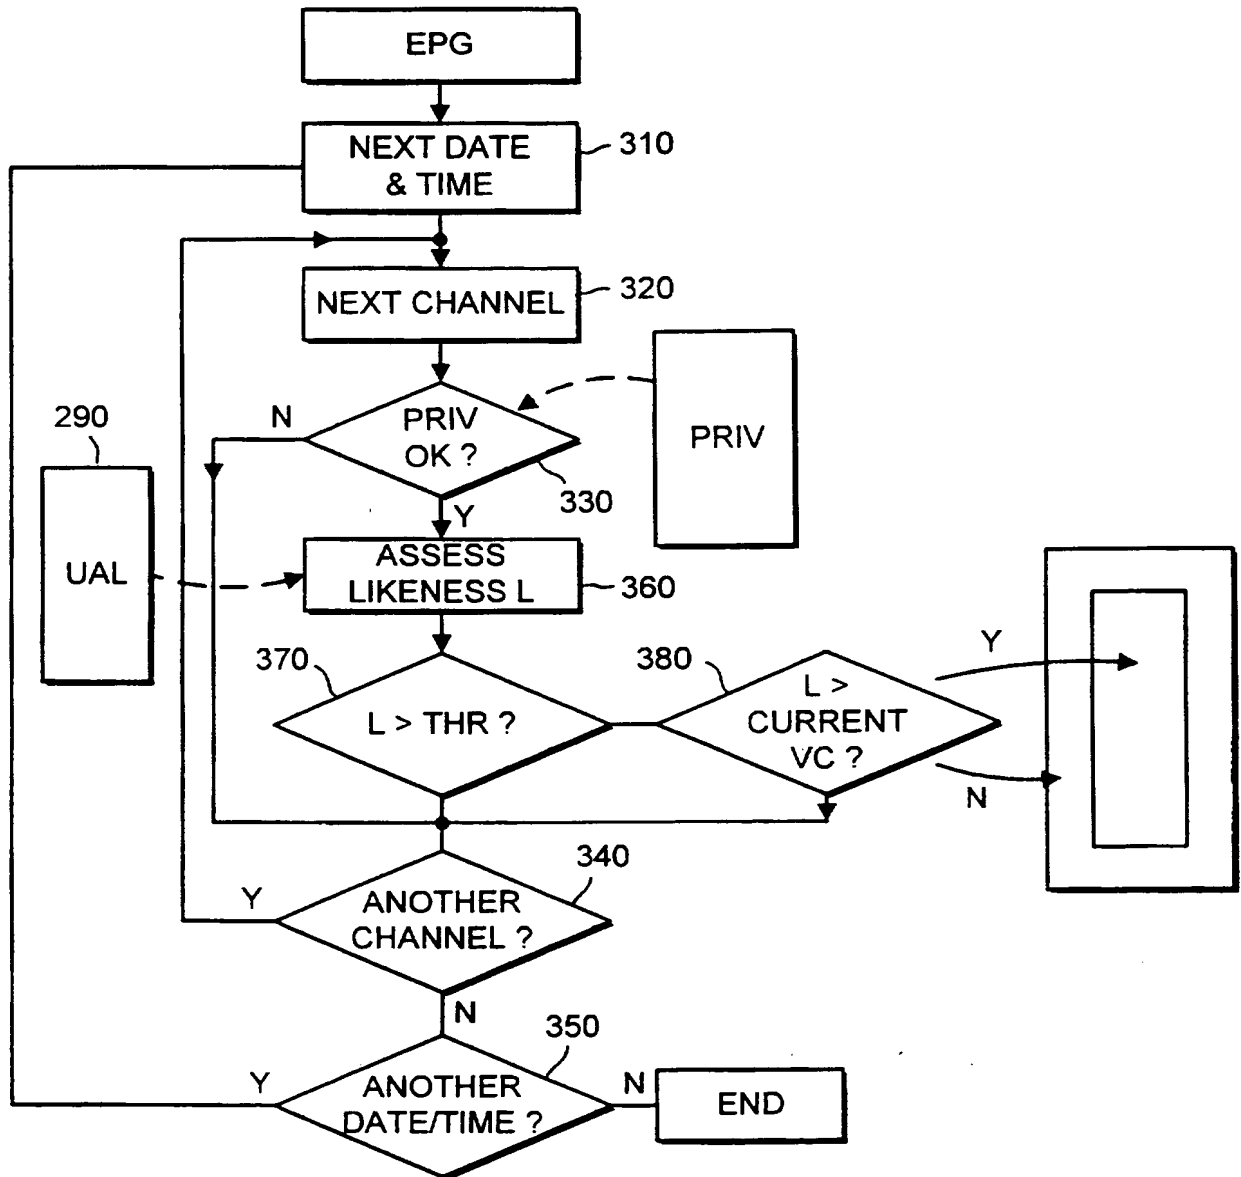 EPG
NEXT DATE
& TIME
310
NEXT CHANNEL
320
N
PRIV
OK ?
330
PRIV
290
UAL
Y
ASSESS
LIKENESS L
360
370
L > THR ?
380
L >
CURRENT
VC ?
Y
N
340
Y
ANOTHER
CHANNEL ?
N
350
Y
ANOTHER
DATE/TIME ?
N
END